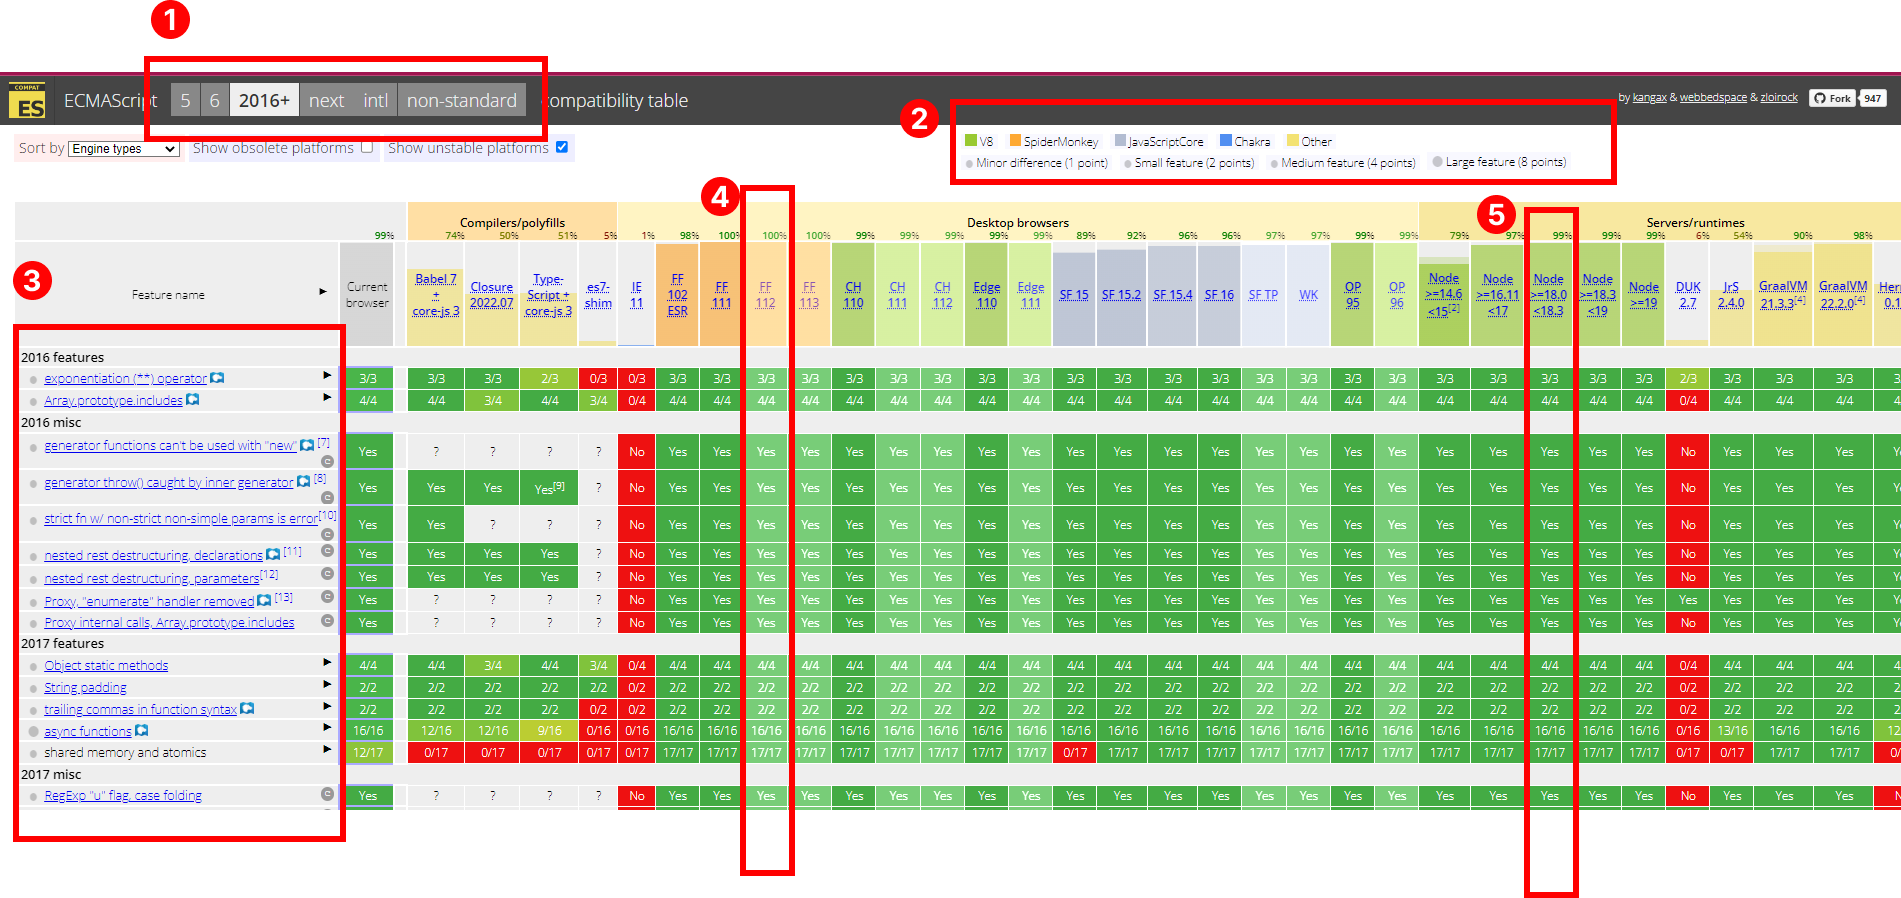 1
COMPAT
ES
ECMAScript 5 6 2016+ next intl non-standard compatibility table
by kangax & webbedspace & zloirock Fork 947
2
Sort by Engine types Show obsolete platforms Show unstable platforms
V8 SpiderMonkey JavaScriptCore Chakra Other
Minor difference (1 point) Small feature (2 points) Medium feature (4 points) Large feature (8 points)
4
5
Compilers/polyfills Desktop browsers Servers/runtimes
99% 74% 50% 51% 5% 1% 98% 100% 100% 100% 99% 99% 99% 99% 99% 89% 92% 96% 96% 97% 97% 99% 99% 79% 97% 99% 99% 99% 6% 54% 90% 98%
3
Feature name
Current browser
Babel 7 + core-js 3
Closure 2022.07
Type-Script + core-js 3
es7-shim
IE 11
FF 102 ESR
FF 111
FF 112
FF 113
CH 110
CH 111
CH 112
Edge 110
Edge 111
SF 15
SF 15.2
SF 15.4
SF 16
SF TP
WK
OP 95
OP 96
Node >=14.6 <15[2]
Node >=16.11 <17
Node >=18.0 <18.3
Node >=18.3 <19
Node >=19
DUK 2.7
JrS 2.4.0
GraalVM 21.3.3[4]
GraalVM 22.2.0[4]
Her
0.1
2016 features
exponentiation (**) operator 3/3 3/3 3/3 2/3 0/3 0/3 3/3 3/3 3/3 3/3 3/3 3/3 3/3 3/3 3/3 3/3 3/3 3/3 3/3 3/3 3/3 3/3 3/3 3/3 3/3 3/3 3/3 3/3 2/3 3/3 3/3 3/3 3
Array.prototype.includes 4/4 4/4 3/4 4/4 3/4 0/4 4/4 4/4 4/4 4/4 4/4 4/4 4/4 4/4 4/4 4/4 4/4 4/4 4/4 4/4 4/4 4/4 4/4 4/4 4/4 4/4 4/4 4/4 0/4 4/4 4/4 4/4 4
2016 misc
generator functions can't be used with "new" [7] Yes ? ? ? ? No Yes Yes Yes Yes Yes Yes Yes Yes Yes Yes Yes Yes Yes Yes Yes Yes Yes Yes Yes Yes Yes Yes No Yes Yes Yes
generator throw() caught by inner generator [8] Yes Yes Yes Yes[9] ? No Yes Yes Yes Yes Yes Yes Yes Yes Yes Yes Yes Yes Yes Yes Yes Yes Yes Yes Yes Yes Yes Yes No Yes Yes Yes
strict fn w/ non-strict non-simple params is error[10] Yes Yes ? ? ? No Yes Yes Yes Yes Yes Yes Yes Yes Yes Yes Yes Yes Yes Yes Yes Yes Yes Yes Yes Yes Yes Yes No Yes Yes Yes
nested rest destructuring, declarations [11] Yes Yes Yes Yes ? No Yes Yes Yes Yes Yes Yes Yes Yes Yes Yes Yes Yes Yes Yes Yes Yes Yes Yes Yes Yes Yes Yes No Yes Yes Yes
nested rest destructuring, parameters[12] Yes Yes Yes Yes ? No Yes Yes Yes Yes Yes Yes Yes Yes Yes Yes Yes Yes Yes Yes Yes Yes Yes Yes Yes Yes Yes Yes No Yes Yes Yes
Proxy, "enumerate" handler removed [13] Yes ? ? ? ? No Yes Yes Yes Yes Yes Yes Yes Yes Yes Yes Yes Yes Yes Yes Yes Yes Yes Yes Yes Yes Yes Yes Yes Yes Yes Yes
Proxy internal calls, Array.prototype.includes Yes ? ? ? ? No Yes Yes Yes Yes Yes Yes Yes Yes Yes Yes Yes Yes Yes Yes Yes Yes Yes Yes Yes Yes Yes Yes No Yes Yes Yes
2017 features
Object static methods 4/4 4/4 3/4 4/4 3/4 0/4 4/4 4/4 4/4 4/4 4/4 4/4 4/4 4/4 4/4 4/4 4/4 4/4 4/4 4/4 4/4 4/4 4/4 4/4 4/4 4/4 4/4 4/4 0/4 4/4 4/4 4/4 4
String padding 2/2 2/2 2/2 2/2 2/2 0/2 2/2 2/2 2/2 2/2 2/2 2/2 2/2 2/2 2/2 2/2 2/2 2/2 2/2 2/2 2/2 2/2 2/2 2/2 2/2 2/2 2/2 2/2 0/2 2/2 2/2 2/2 2
trailing commas in function syntax 2/2 2/2 2/2 2/2 0/2 0/2 2/2 2/2 2/2 2/2 2/2 2/2 2/2 2/2 2/2 2/2 2/2 2/2 2/2 2/2 2/2 2/2 2/2 2/2 2/2 2/2 2/2 2/2 0/2 2/2 2/2 2/2 2
async functions 16/16 12/16 12/16 9/16 0/16 0/16 16/16 16/16 16/16 16/16 16/16 16/16 16/16 16/16 16/16 16/16 16/16 16/16 16/16 16/16 16/16 16/16 16/16 16/16 16/16 16/16 16/16 16/16 0/16 13/16 16/16 16/16 12
shared memory and atomics 12/17 0/17 0/17 0/17 0/17 0/17 17/17 17/17 17/17 17/17 17/17 17/17 17/17 17/17 17/17 0/17 17/17 17/17 17/17 17/17 17/17 17/17 17/17 17/17 17/17 17/17 17/17 17/17 0/17 0/17 17/17 17/17 0/
2017 misc
RegExp "u" flag, case folding Yes ? ? ? ? No Yes Yes Yes Yes Yes Yes Yes Yes Yes Yes Yes Yes Yes Yes Yes Yes Yes Yes Yes Yes Yes Yes No Yes Yes Yes N